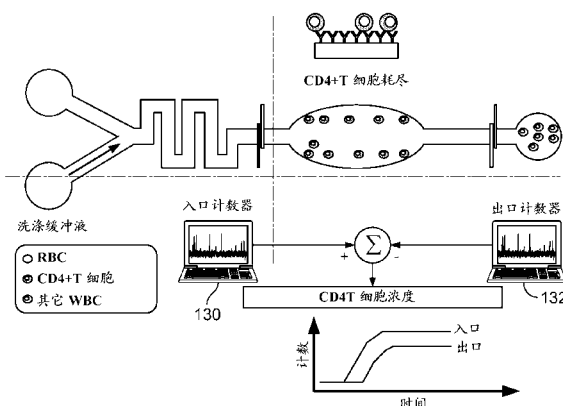 CD4+T 细胞耗尽
洗涤缓冲液
入口计数器
出口计数器
RBC
CD4+T 细胞
其它 WBC
+
Σ
-
130
132
CD4T 细胞浓度
计数
入口
出口
时间